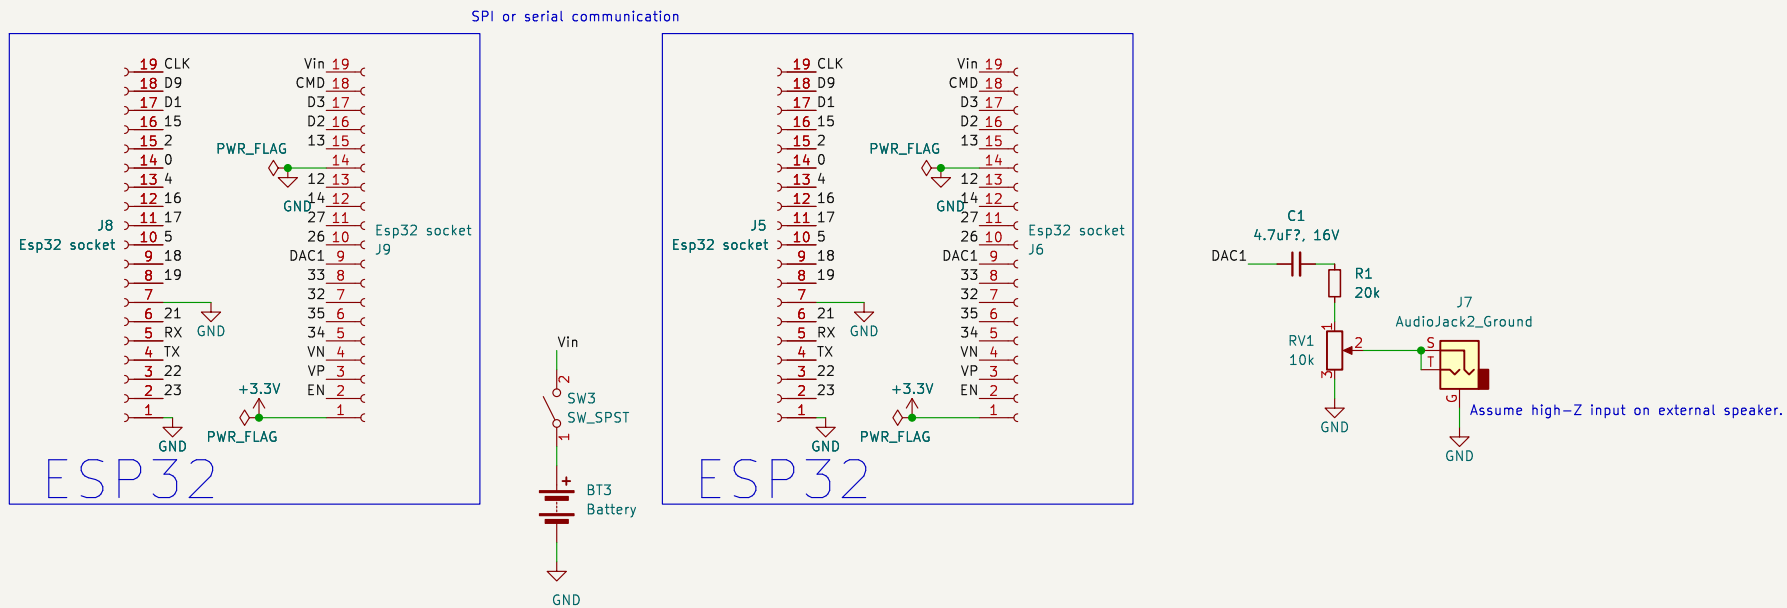 SPI or serial communication
19 CLK
18 D9
17 D1
16 15
15 2
14 0
13 4
12 16
11 17
10 5
9 18
8 19
7
6 21
5 RX
4 TX
3 22
2 23
1
GND
GND
J8
Esp32 socket
Vin 19
CMD 18
D3 17
D2 16
13 15
14
12 13
14 12
27 11
26 10
DAC1 9
33 8
32 7
35 6
34 5
VN 4
VP 3
EN 2
1
PWR_FLAG
GND
+3.3V
PWR_FLAG
Esp32 socket
J9
ESP32
Vin
2
SW3
SW_SPST
1
+
BT3
Battery
GND
19 CLK
18 D9
17 D1
16 15
15 2
14 0
13 4
12 16
11 17
10 5
9 18
8 19
7
6 21
5 RX
4 TX
3 22
2 23
1
GND
GND
J5
Esp32 socket
Vin 19
CMD 18
D3 17
D2 16
13 15
14
12 13
14 12
27 11
26 10
DAC1 9
33 8
32 7
35 6
34 5
VN 4
VP 3
EN 2
1
PWR_FLAG
GND
+3.3V
PWR_FLAG
Esp32 socket
J6
ESP32
C1
4.7uF?, 16V
DAC1
R1
20k
RV1
10k
1
2
3
GND
J7
AudioJack2_Ground
S
T
G
Assume high-Z input on external speaker.
GND